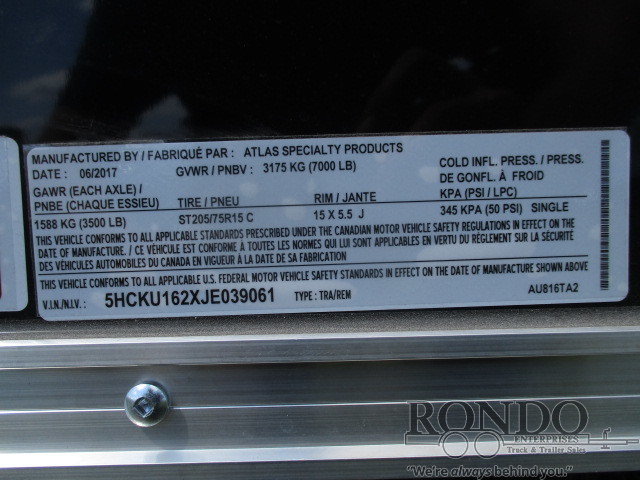 MANUFACTURED BY / FABRIQUÉ PAR : ATLAS SPECIALTY PRODUCTS
DATE : 06/2017 GVWR / PNBV : 3175 KG (7000 LB)
COLD INFL. PRESS. / PRESS.
DE GONFL. À FROID
GAWR (EACH AXLE) /
PNBE (CHAQUE ESSIEU) TIRE / PNEU RIM / JANTE KPA (PSI / LPC)
1588 KG (3500 LB) ST205/75R15 C 15 X 5.5 J 345 KPA (50 PSI) SINGLE
THIS VEHICLE CONFORMS TO ALL APPLICABLE STANDARDS PRESCRIBED UNDER THE CANADIAN MOTOR VEHICLE SAFETY REGULATIONS IN EFFECT ON
THE DATE OF MANUFACTURE. / CE VÉHICULE EST CONFORME À TOUTES LES NORMES QUI LUI SONT APPLICABLES EN VERTU DU RÈGLEMENT SUR LA SÉCURITÉ
DES VÉHICULES AUTOMOBILES DU CANADA EN VIGUEUR À LA DATE DE SA FABRICATION
THIS VEHICLE CONFORMS TO ALL APPLICABLE U.S. FEDERAL MOTOR VEHICLE SAFETY STANDARDS IN EFFECT ON THE DATE OF MANUFACTURE SHOWN ABOVE.
V.I.N./N.I.V.: 5HCKU162XJE039061 TYPE: TRA/REM AU816TA2
RONDO
ENTERPRISES
Truck & Trailer Sales
"We're always behind you."